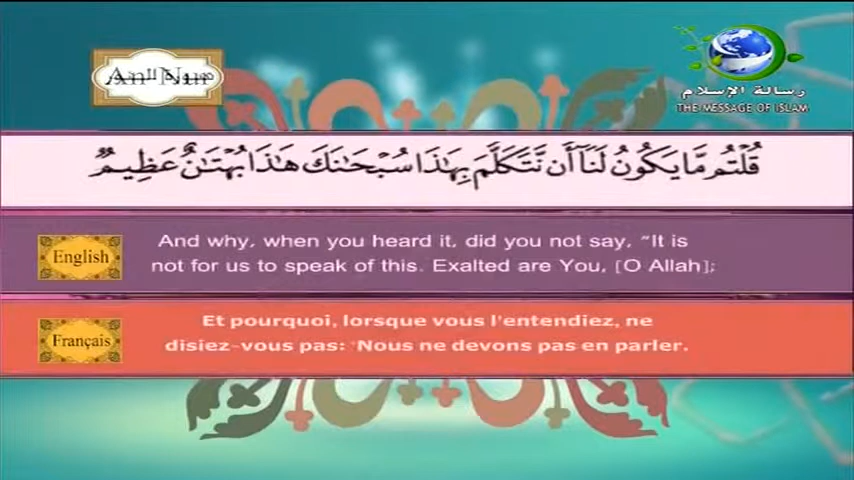 An Nur سورة النور
رسالة الإسلام
THE MESSAGE OF ISLAM
قُلْتُم مَّا يَكُونُ لَنَآ أَن نَّتَكَلَّمَ بِهَٰذَا سُبْحَٰنَكَ هَٰذَا بُهْتَٰنٌ عَظِيمٌ
English
And why, when you heard it, did you not say, "It is
not for us to speak of this. Exalted are You, [O Allah];
Français
Et pourquoi, lorsque vous l'entendiez, ne
disiez-vous pas: "Nous ne devons pas en parler.